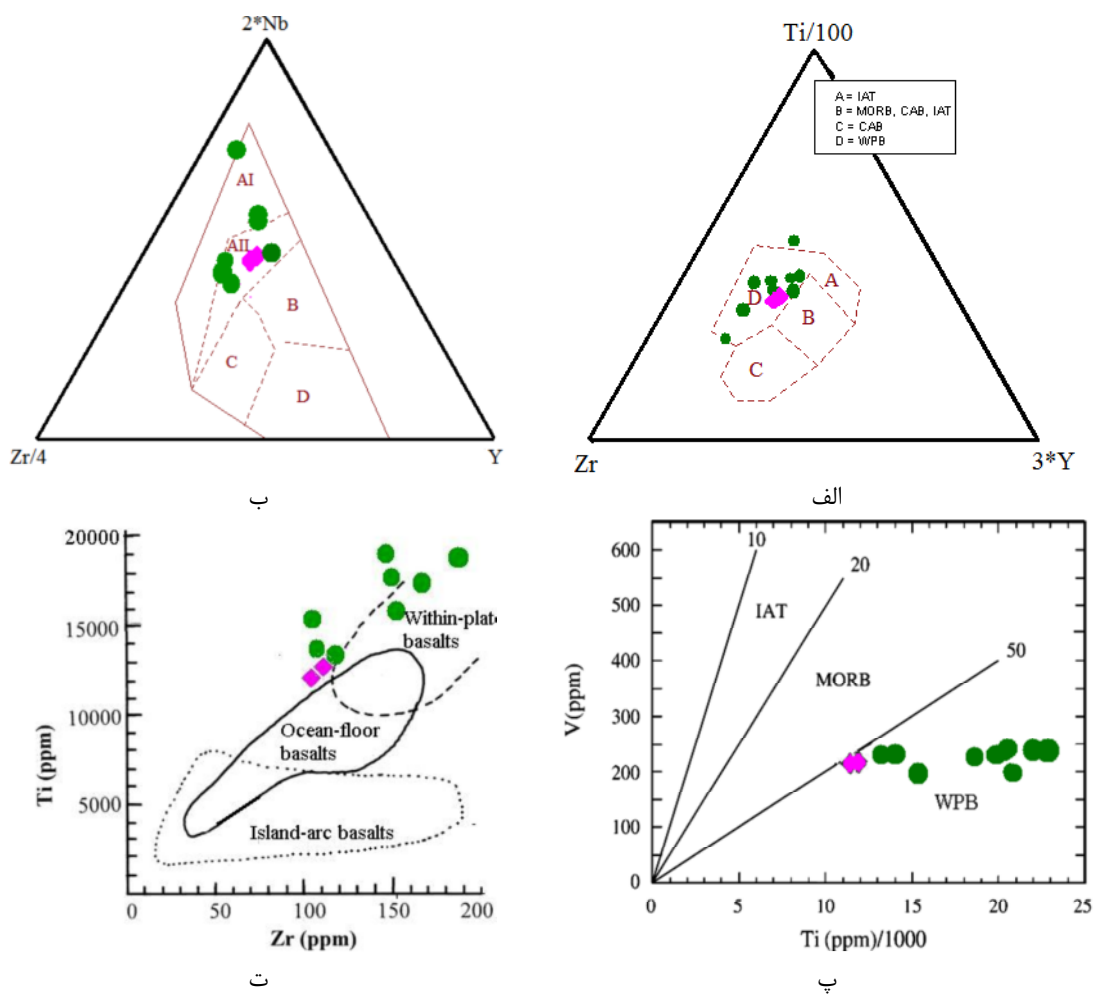 2*Nb
AI
AII
B
C
D
Zr/4
Y
ب
Ti/100
A = IAT
B = MORB, CAB, IAT
C = CAB
D = WPB
A
D
B
C
Zr
3*Y
الف
20000
15000
10000
5000
0
Ti (ppm)
Within-plat
basalts
Ocean-floor
basalts
Island-arc basalts
0 50 100 150 200
Zr (ppm)
ت
600
500
400
300
200
100
0
V(ppm)
10
20
50
IAT
MORB
WPB
0 5 10 15 20 25
Ti (ppm)/1000
پ